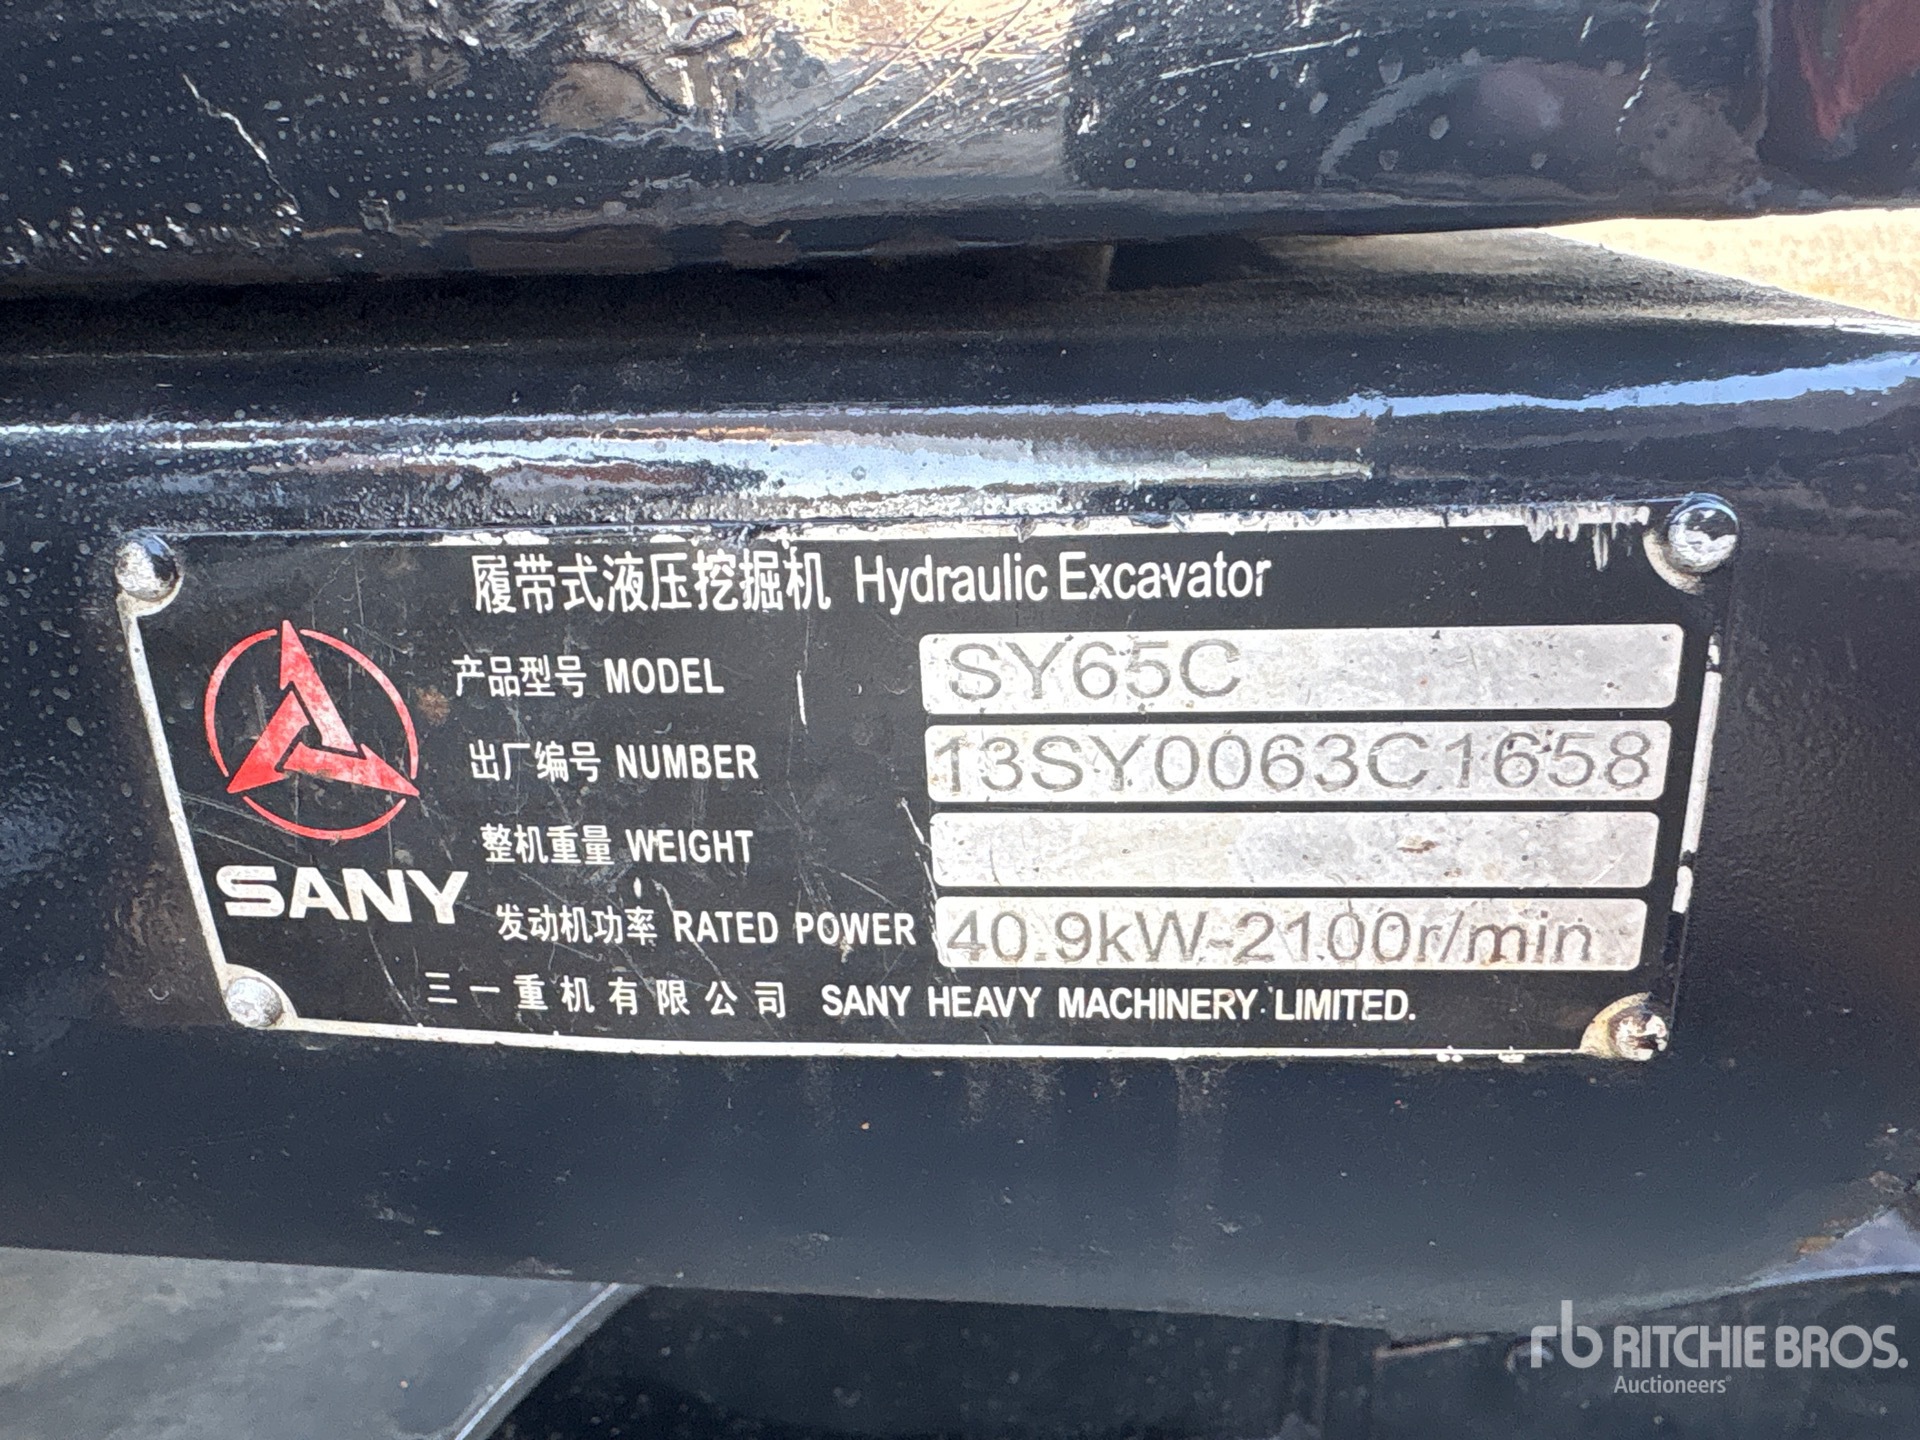 履带式液压挖掘机 Hydraulic Excavator
产品型号 MODEL SY65C
出厂编号 NUMBER 13SY0063C1658
整机重量 WEIGHT
发动机功率 RATED POWER 40.9kW-2100r/min
SANY
三一重机有限公司 SANY HEAVY MACHINERY LIMITED.
rb RITCHIE BROS.
Auctioneers